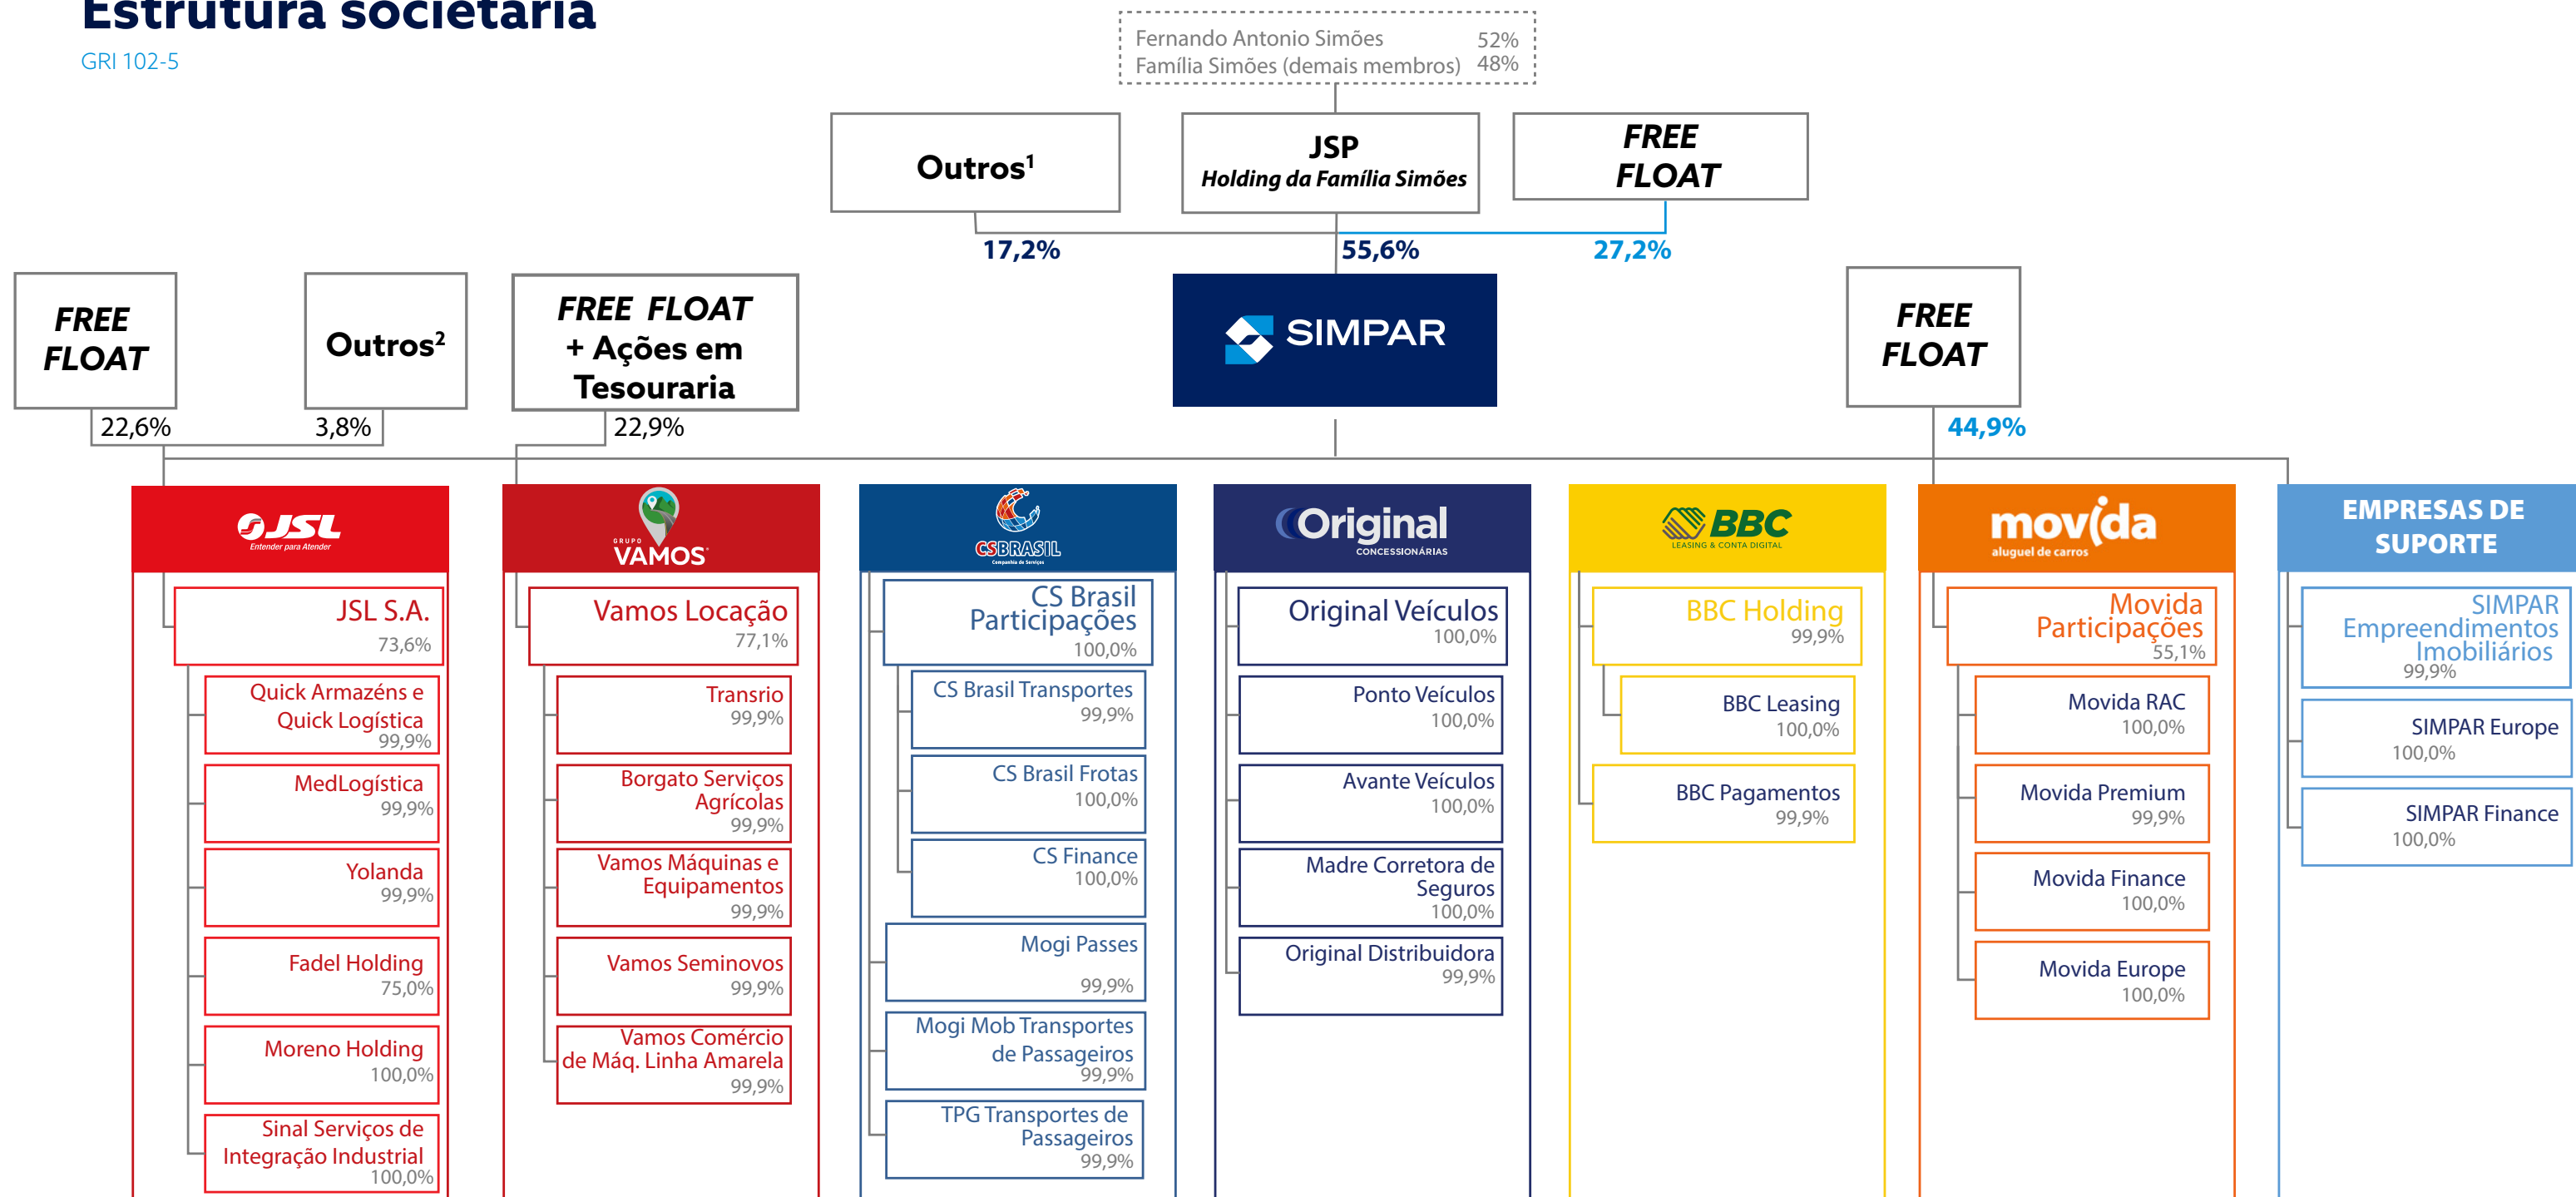 Estrutura societária
GRI 102-5
Fernando Antonio Simões 52%
Família Simões (demais membros) 48%
Outros¹
JSP
Holding da Família Simões
FREE
FLOAT
17,2%
55,6%
27,2%
FREE
FLOAT
Outros²
FREE FLOAT
+ Ações em
Tesouraria
SIMPAR
FREE
FLOAT
22,6%
3,8%
22,9%
44,9%
JSL
Entender para Atender
JSL S.A.
73,6%
Quick Armazéns e
Quick Logística
99,9%
MedLogística
99,9%
Yolanda
99,9%
Fadel Holding
75,0%
Moreno Holding
100,0%
Sinal Serviços de
Integração Industrial
100,0%
GRUPO
VAMOS
Vamos Locação
77,1%
Transrio
99,9%
Borgato Serviços
Agrícolas
99,9%
Vamos Máquinas e
Equipamentos
99,9%
Vamos Seminovos
99,9%
Vamos Comércio
de Máq. Linha Amarela
99,9%
CSBRASIL
Companhia de Serviços
CS Brasil
Participações
100,0%
CS Brasil Transportes
99,9%
CS Brasil Frotas
100,0%
CS Finance
100,0%
Mogi Passes
99,9%
Mogi Mob Transportes
de Passageiros
99,9%
TPG Transportes de
Passageiros
99,9%
Original
CONCESSIONÁRIAS
Original Veículos
100,0%
Ponto Veículos
100,0%
Avante Veículos
100,0%
Madre Corretora de
Seguros
100,0%
Original Distribuidora
99,9%
BBC
LEASING & CONTA DIGITAL
BBC Holding
99,9%
BBC Leasing
100,0%
BBC Pagamentos
99,9%
movida
aluguel de carros
Movida
Participações
55,1%
Movida RAC
100,0%
Movida Premium
99,9%
Movida Finance
100,0%
Movida Europe
100,0%
EMPRESAS DE
SUPORTE
SIMPAR
Empreendimentos
Imobiliários
99,9%
SIMPAR Europe
100,0%
SIMPAR Finance
100,0%